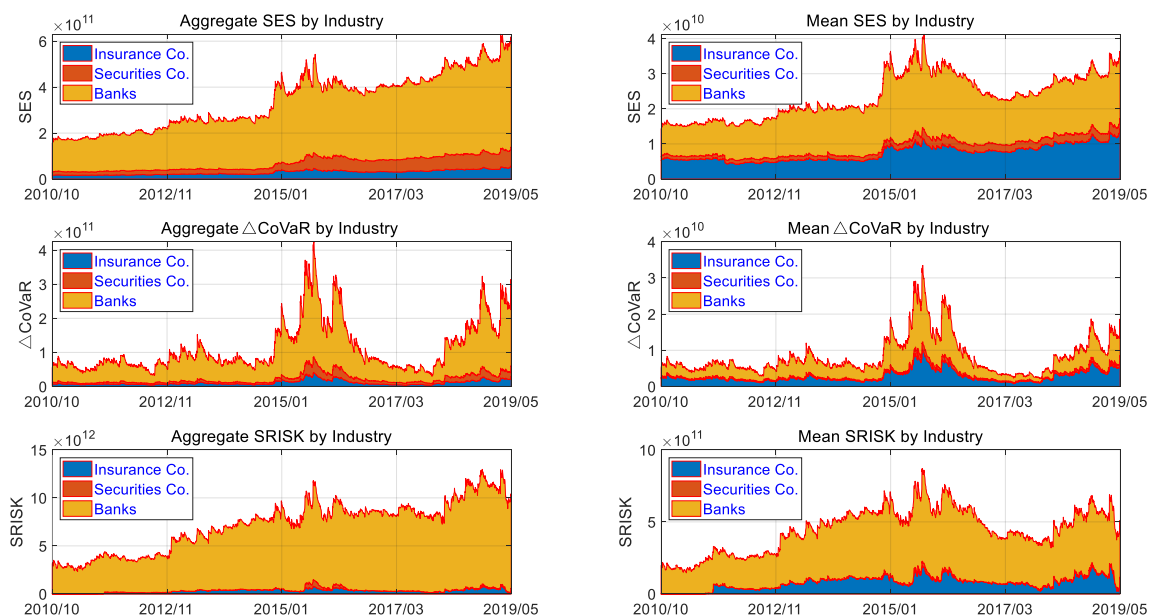 Aggregate SES by Industry
×10^11
6
4
2
0
SES
Insurance Co.
Securities Co.
Banks
2010/10 2012/11 2015/01 2017/03 2019/05
Mean SES by Industry
×10^10
4
3
2
1
0
SES
Insurance Co.
Securities Co.
Banks
2010/10 2012/11 2015/01 2017/03 2019/05
Aggregate △CoVaR by Industry
×10^11
4
3
2
1
0
△CoVaR
Insurance Co.
Securities Co.
Banks
2010/10 2012/11 2015/01 2017/03 2019/05
Mean △CoVaR by Industry
×10^10
4
3
2
1
0
△CoVaR
Insurance Co.
Securities Co.
Banks
2010/10 2012/11 2015/01 2017/03 2019/05
Aggregate SRISK by Industry
×10^12
15
10
5
0
SRISK
Insurance Co.
Securities Co.
Banks
2010/10 2012/11 2015/01 2017/03 2019/05
Mean SRISK by Industry
×10^11
10
5
0
SRISK
Insurance Co.
Securities Co.
Banks
2010/10 2012/11 2015/01 2017/03 2019/05